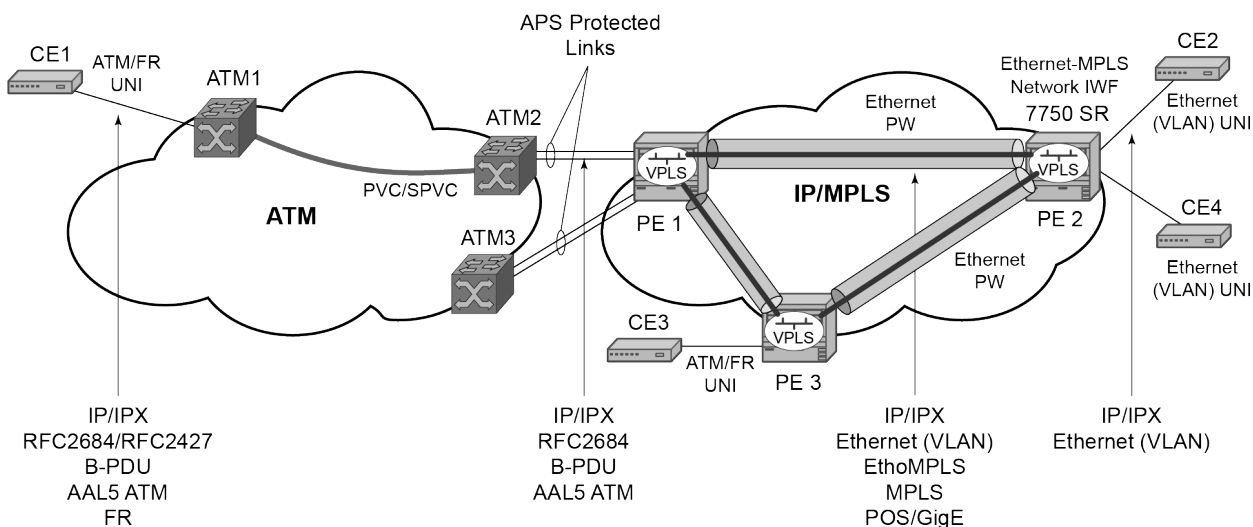 APS Protected
Links
CE1
ATM/FR
UNI
ATM1
ATM2
PVC/SPVC
ATM
ATM3
VPLS
PE 1
Ethernet
PW
IP/MPLS
Ethernet-MPLS
Network IWF
7750 SR
VPLS
PE 2
CE2
Ethernet
(VLAN) UNI
CE4
Ethernet
(VLAN) UNI
Ethernet
PW
CE3
ATM/FR
UNI
VPLS
PE 3
IP/IPX
RFC2684/RFC2427
B-PDU
AAL5 ATM
FR
IP/IPX
RFC2684
B-PDU
AAL5 ATM
IP/IPX
Ethernet (VLAN)
EthoMPLS
MPLS
POS/GigE
IP/IPX
Ethernet (VLAN)